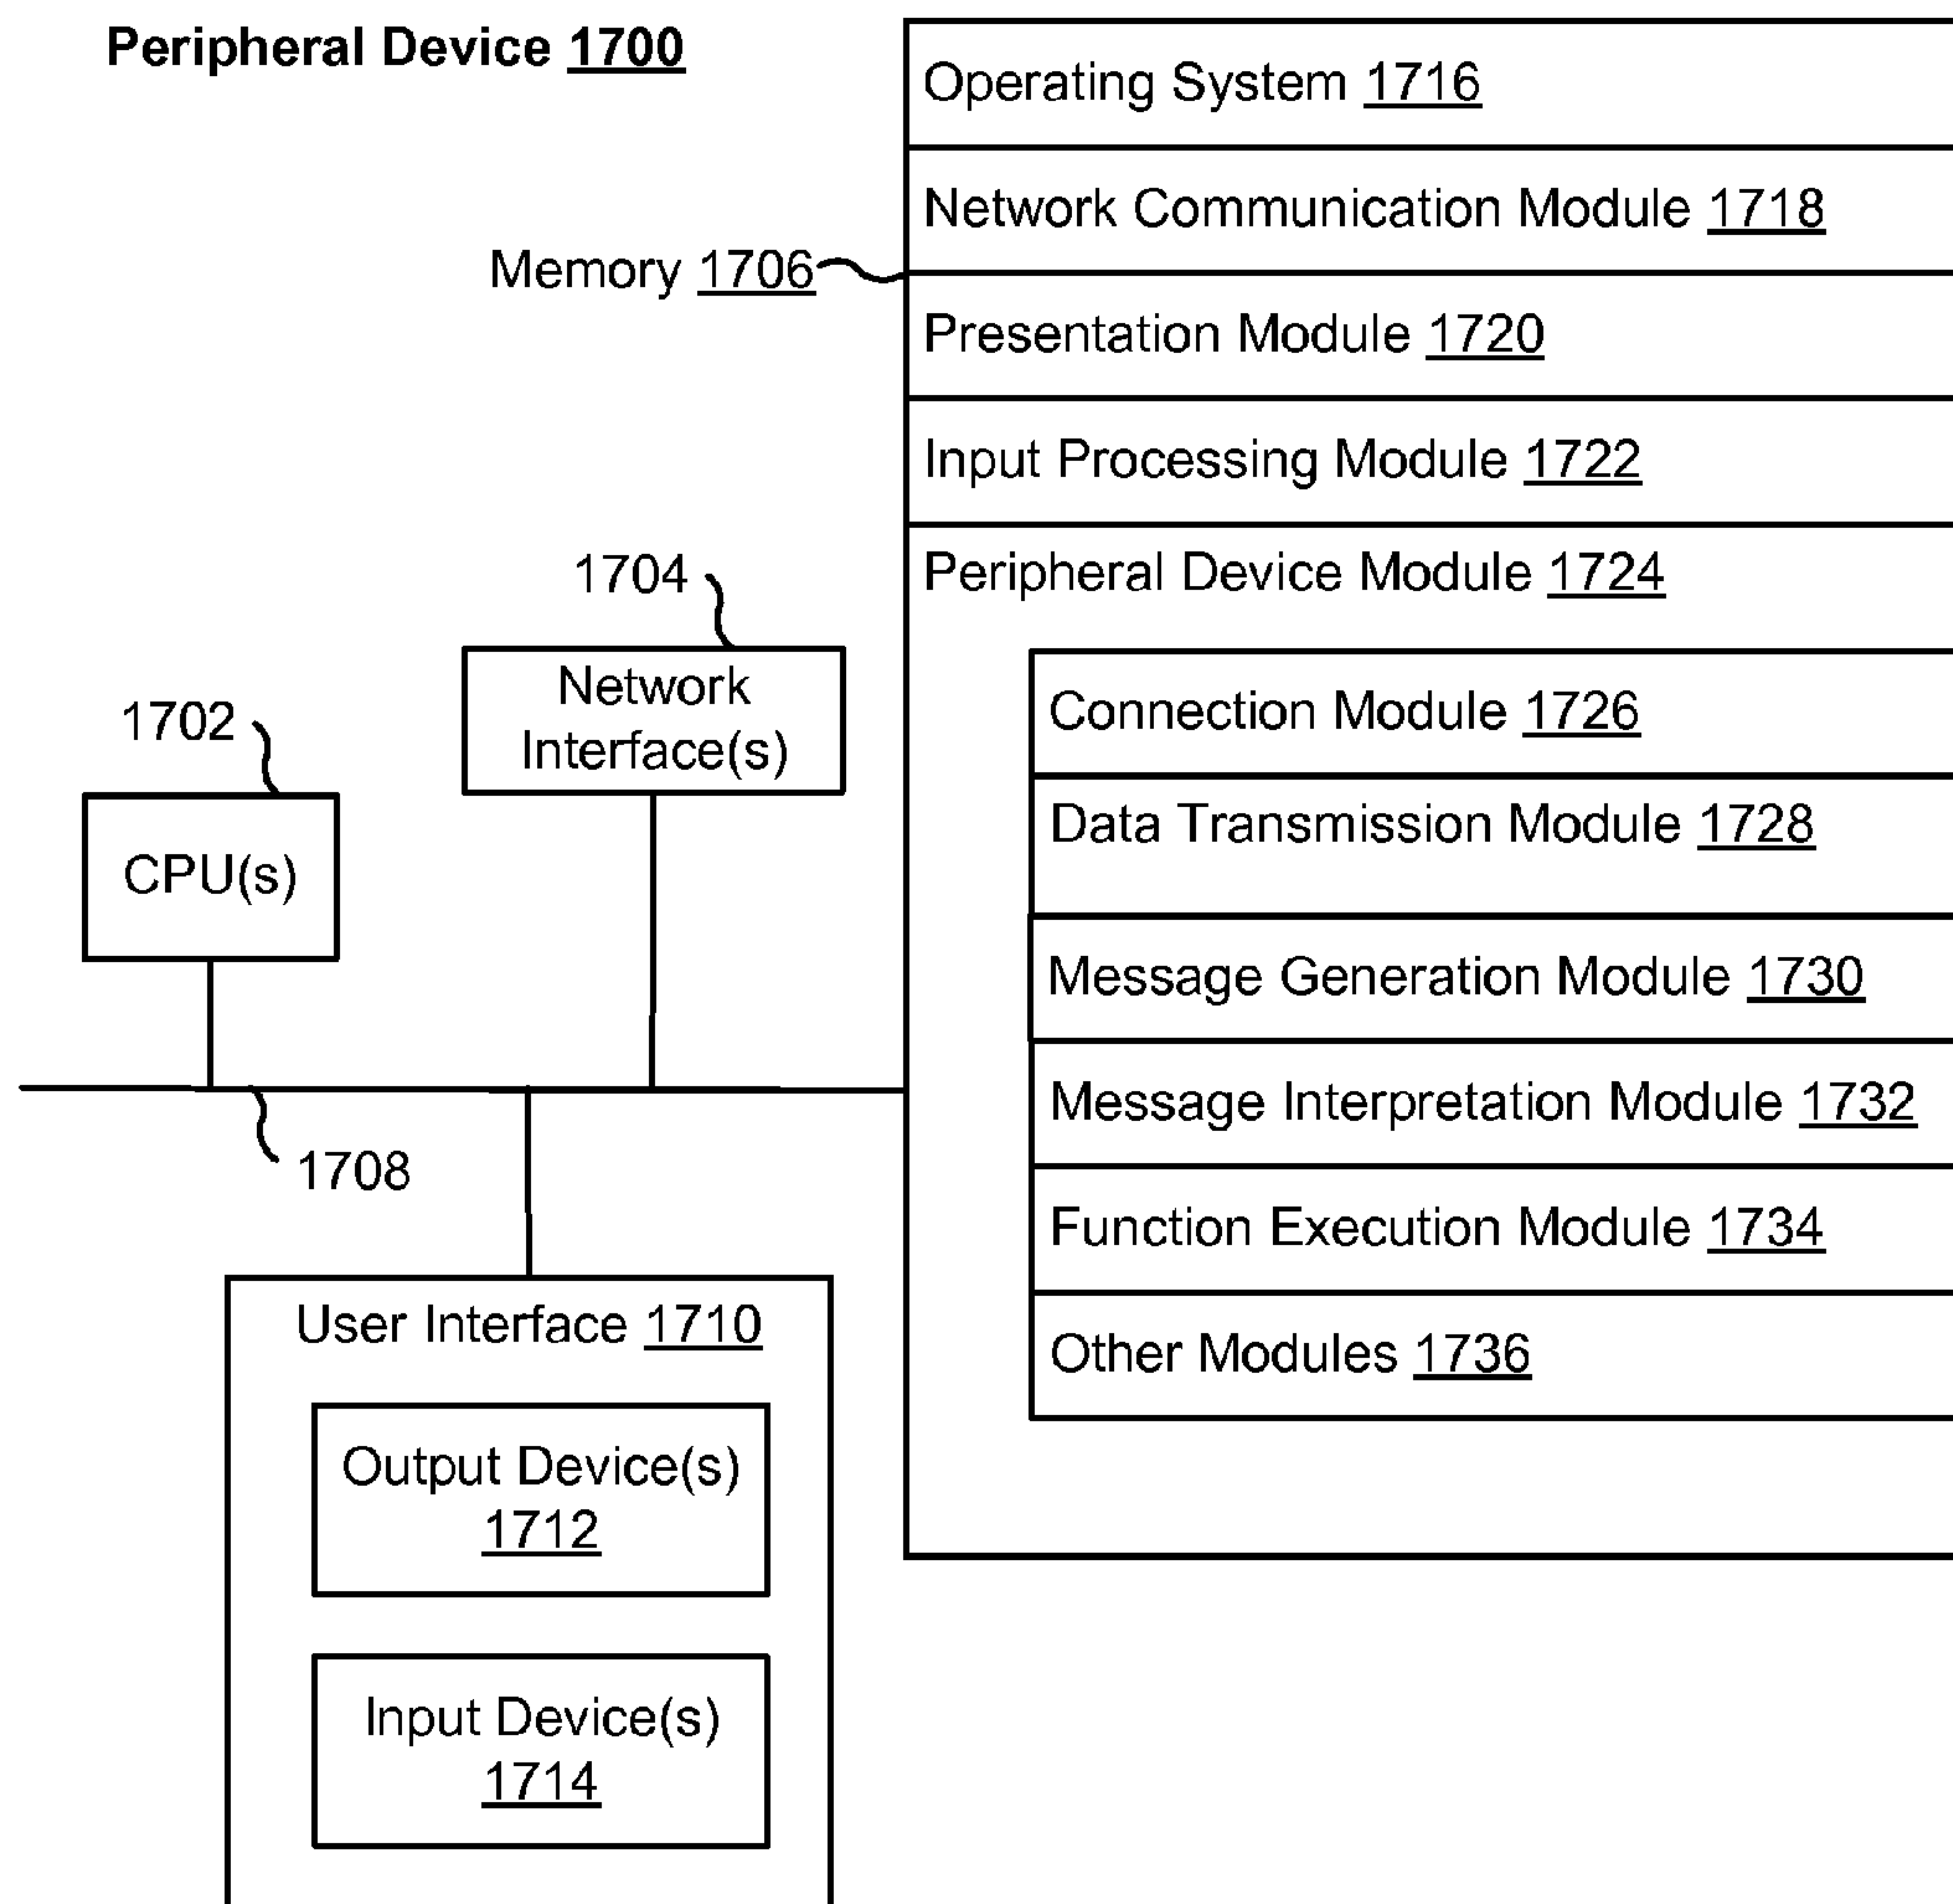 Peripheral Device 1700
Operating System 1716
Network Communication Module 1718
Memory 1706
Presentation Module 1720
Input Processing Module 1722
Peripheral Device Module 1724
1704
Network
Interface(s)
1702
CPU(s)
Connection Module 1726
Data Transmission Module 1728
Message Generation Module 1730
Message Interpretation Module 1732
1708
Function Execution Module 1734
Other Modules 1736
User Interface 1710
Output Device(s)
1712
Input Device(s)
1714